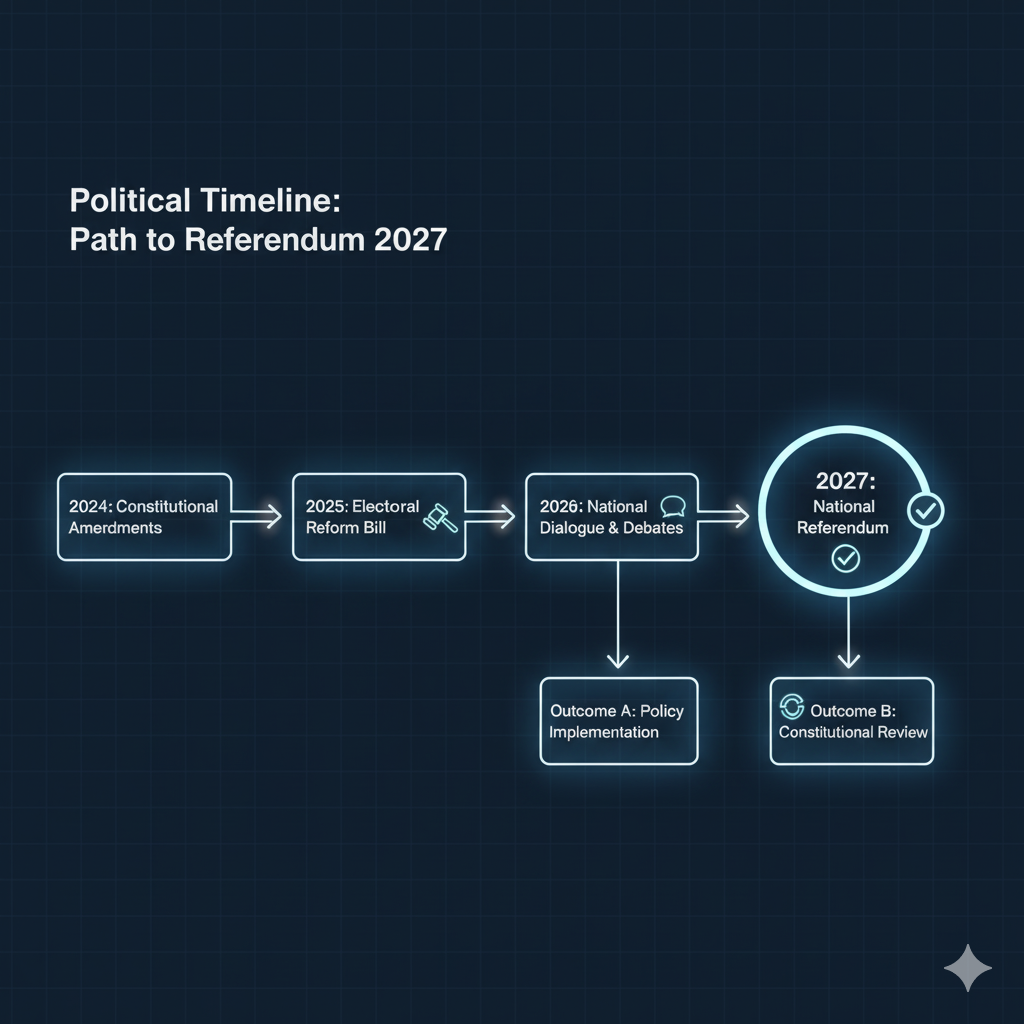 Political Timeline:
Path to Referendum 2027
2024: Constitutional
Amerdments
2025: Electoral
Reform Bill
2026: National
Dialogue & Debates
2027:
National
Referendum
Outcome A: Policy
Implementation
Outcome B:
Constitutional Review